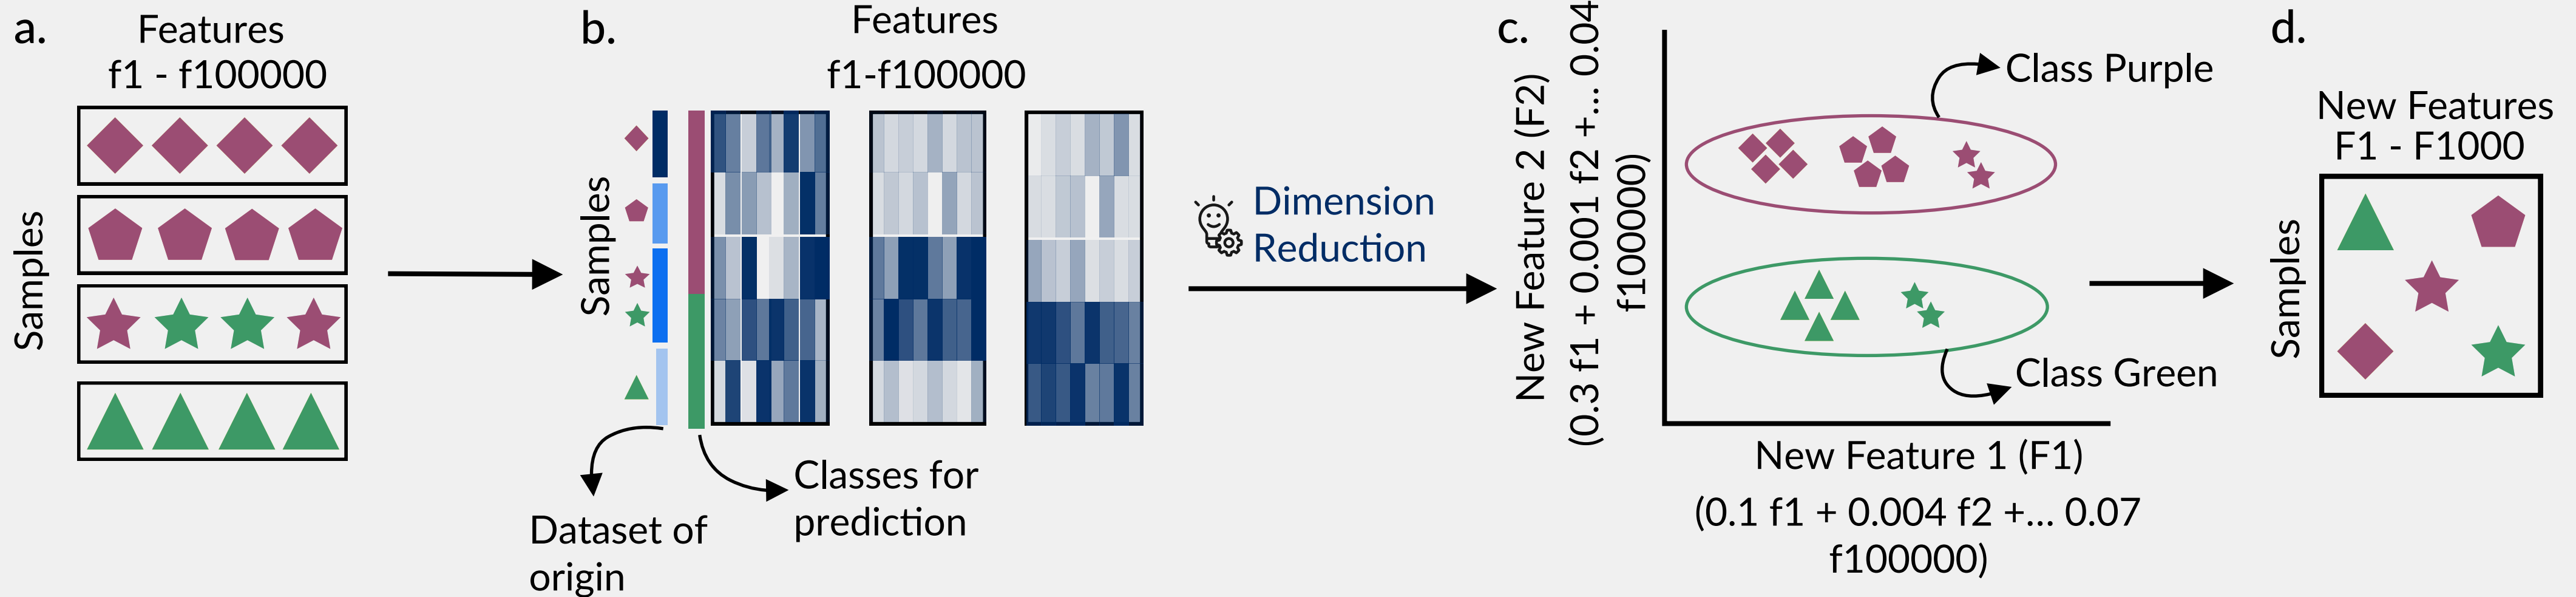 a.
Features
f1 - f100000
Samples
b.
Features
f1-f100000
Samples
Dataset of
origin
Classes for
prediction
Dimension
Reduction
c.
New Feature 2 (F2)
(0.3 f1 + 0.001 f2 +... 0.04
f100000)
Class Purple
Class Green
New Feature 1 (F1)
(0.1 f1 + 0.004 f2 +... 0.07
f100000)
d.
New Features
F1 - F1000
Samples